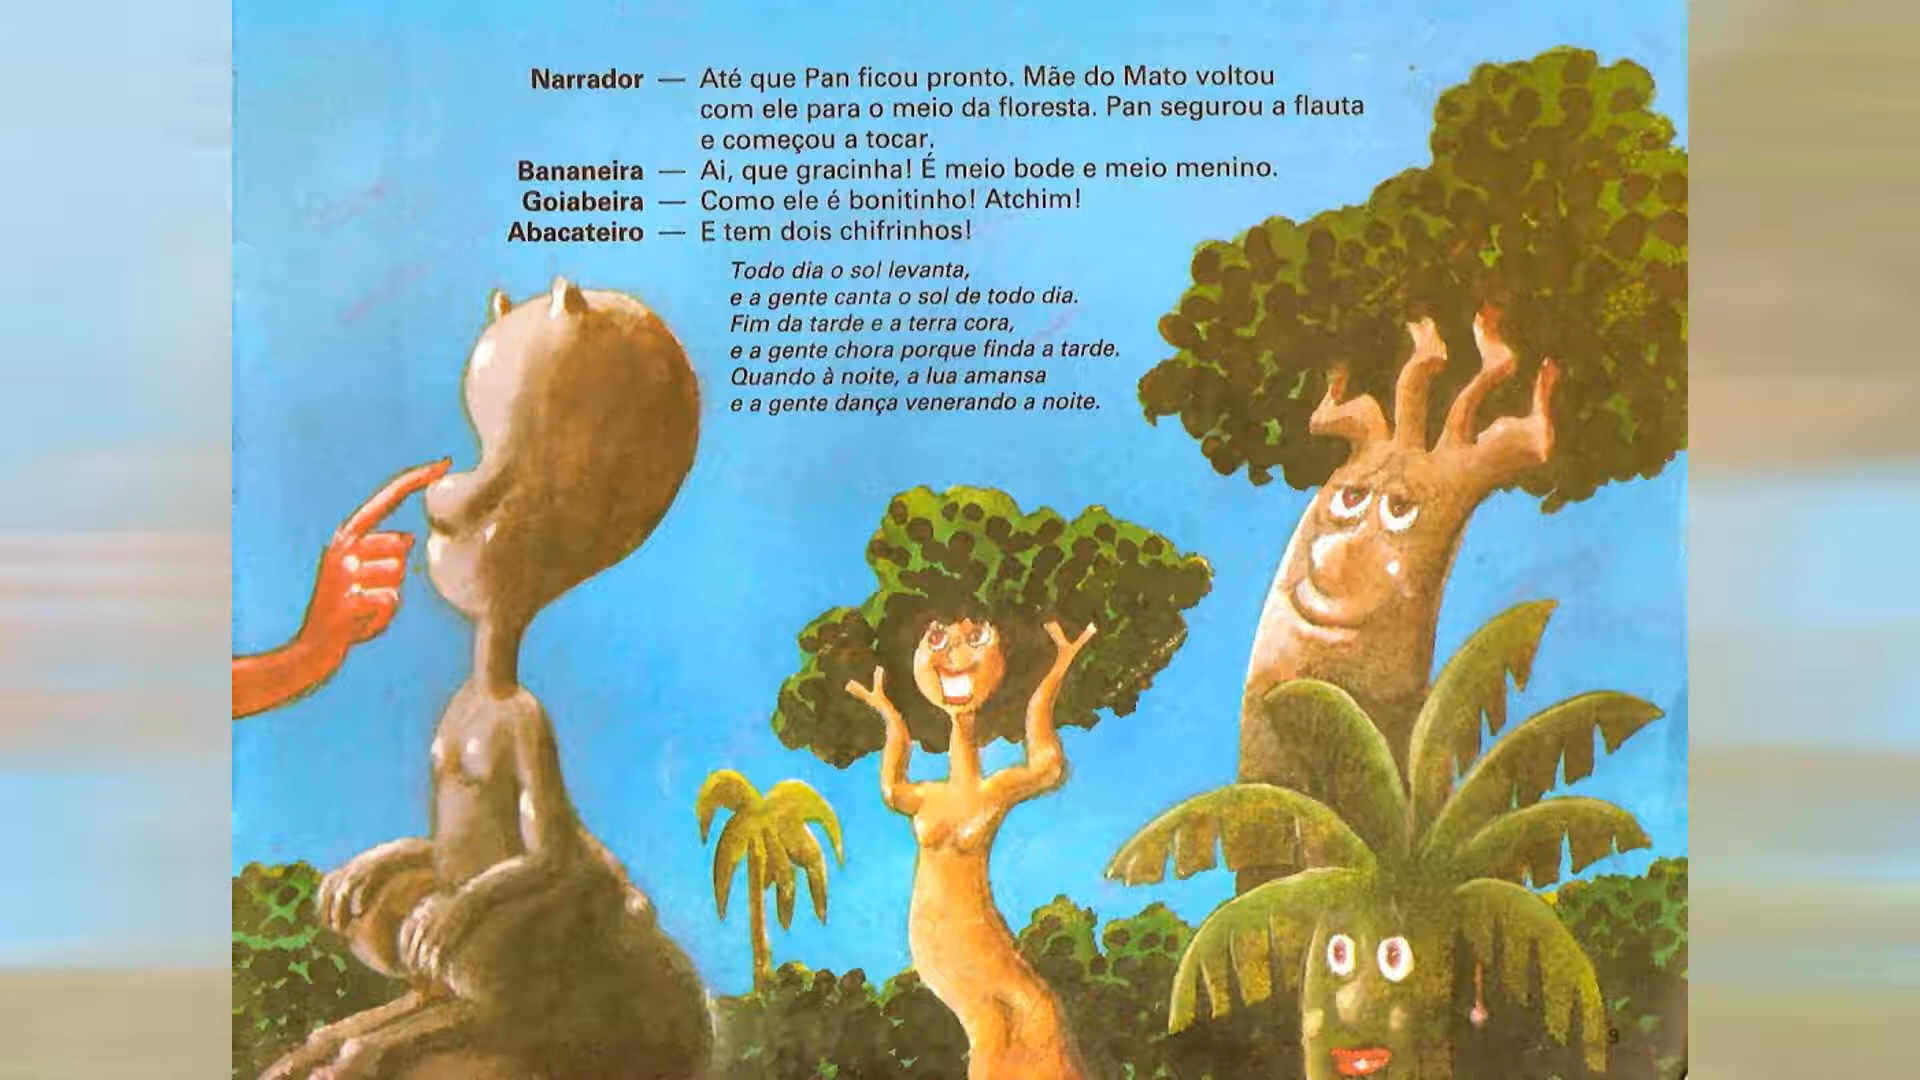 Narrador — Até que Pan ficou pronto. Mãe do Mato voltou
com ele para o meio da floresta. Pan segurou a flauta
e começou a tocar.
Bananeira — Ai, que gracinha! É meio bode e meio menino.
Goiabeira — Como ele é bonitinho! Atchim!
Abacateiro — E tem dois chifrinhos!
Todo dia o sol levanta,
e a gente canta o sol de todo dia.
Fim da tarde e a terra cora,
e a gente chora porque finda a tarde.
Quando à noite, a lua amansa
e a gente dança venerando a noite.
9